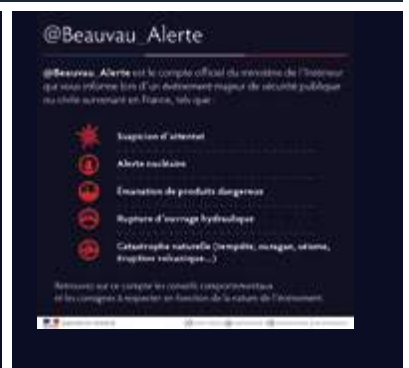 @Beauvau_Alerte
@Beauvau_Alerte est le compte officiel du ministère de l'Intérieur
qui vous informe lors d'un événement majeur de sécurité publique
ou civile survenant en France, tels que :
Suspicion d'attentat
Alerte nucléaire
Émanation de produits dangereux
Rupture d'ouvrage hydraulique
Catastrophe naturelle (tempête, ouragan, séisme,
éruption volcanique...)
Retrouvez sur ce compte les conseils comportementaux
et les consignes à respecter en fonction de la nature de l'événement.